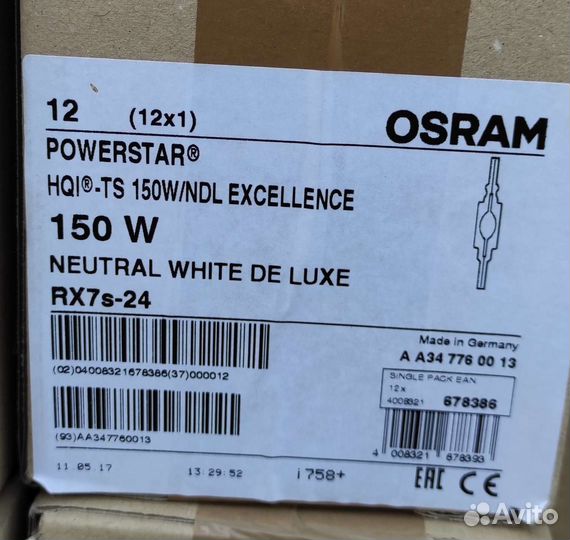 12 (12x1)
OSRAM
POWERSTAR®
HQI®-TS 150W/NDL EXCELLENCE
150 W
NEUTRAL WHITE DE LUXE
RX7s-24
Made in Germany
A A34 776 00 13
(02)04008321678386(37)000012
SINGLE PACK EAN
12x
4008321 678386
(93)AA347760013
4 008321 678393
11.05.17 13:29:52 i758+
EAC CE
Avito